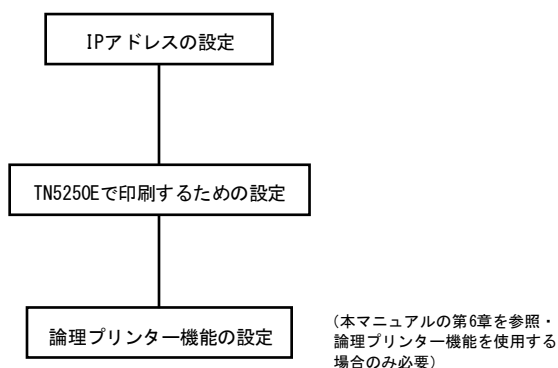 IPアドレスの設定
TN5250Eで印刷するための設定
論理プリンター機能の設定
（本マニュアルの第6章を参照・
論理プリンター機能を使用する
場合のみ必要）